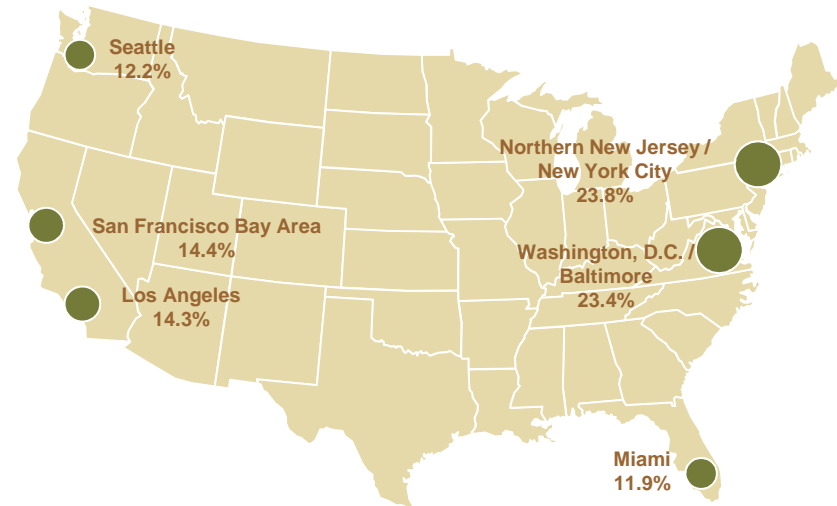 Seattle
12.2%
Northern New Jersey /
New York City
23.8%
San Francisco Bay Area
14.4%
Washington, D.C. /
Baltimore
23.4%
Los Angeles
14.3%
Miami
11.9%